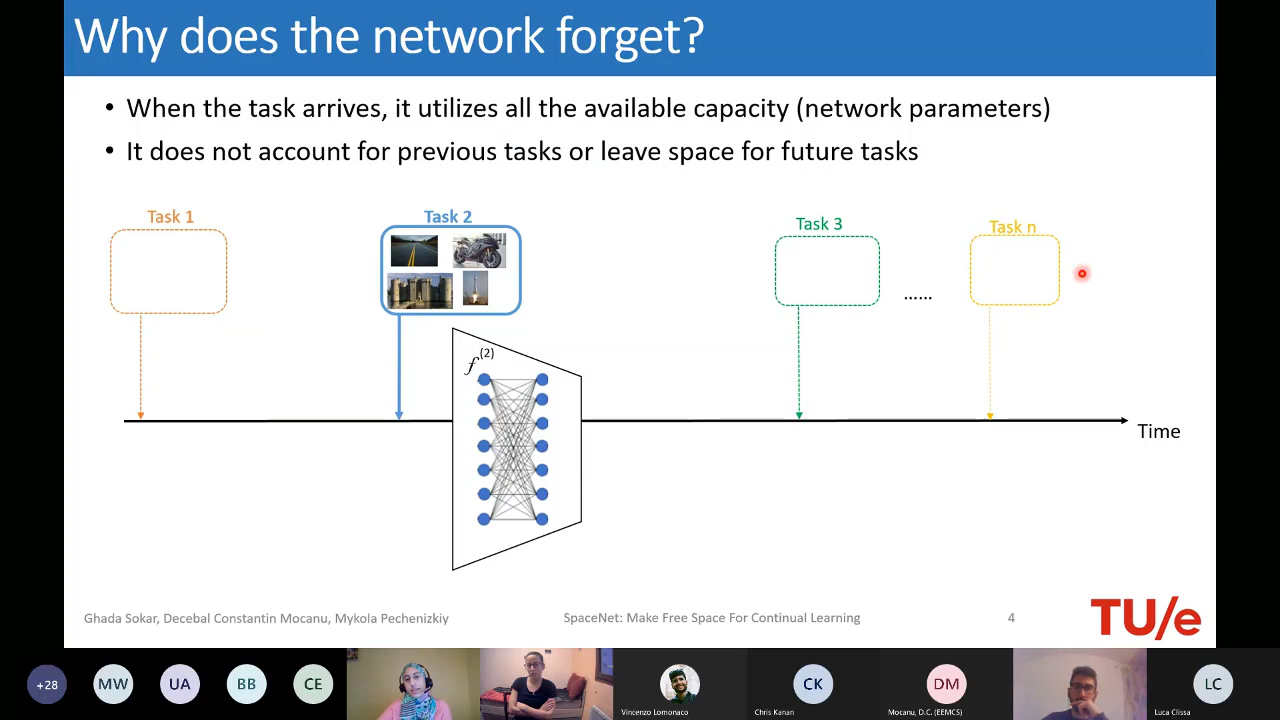 Why does the network forget?
• When the task arrives, it utilizes all the available capacity (network parameters)
• It does not account for previous tasks or leave space for future tasks
Task 1
Task 2
Task 3
Task n
......
f(2)
Time
Ghada Sokar, Decebal Constantin Mocanu, Mykola Pechenizkiy
SpaceNet: Make Free Space For Continual Learning
4
TU/e
+28
MW
UA
BB
CE
Vincenzo Lomonaco
CK
Chris Kanan
DM
Mocanu, D.C. (EEMCS)
LC
Luca Clissa